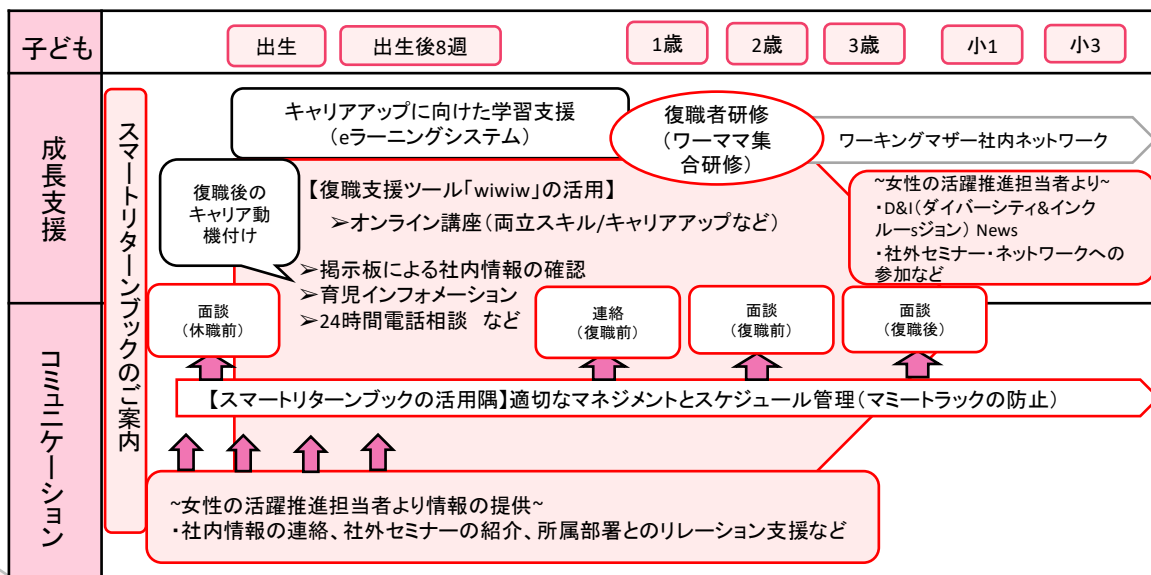 子ども
出生
出生後8週
1歳
2歳
3歳
小1
小3
成長支援
スマートリターンブックのご案内
キャリアアップに向けた学習支援
(eラーニングシステム)
復職者研修
(ワーママ集
合研修)
ワーキングマザー社内ネットワーク
復職後の
キャリア動
機付け
【復職支援ツール「wiwiw」の活用】
➢オンライン講座(両立スキル/キャリアアップなど)
➢掲示板による社内情報の確認
➢育児インフォメーション
➢24時間電話相談 など
~女性の活躍推進担当者より~
・D&I(ダイバーシティ&インク
ルーsジョン) News
・社外セミナー・ネットワークへの
参加など
コミュニケーション
面談
(休職前)
連絡
(復職前)
面談
(復職前)
面談
(復職後)
【スマートリターンブックの活用隅】適切なマネジメントとスケジュール管理(マミートラックの防止)
~女性の活躍推進担当者より情報の提供~
・社内情報の連絡、社外セミナーの紹介、所属部署とのリレーション支援など